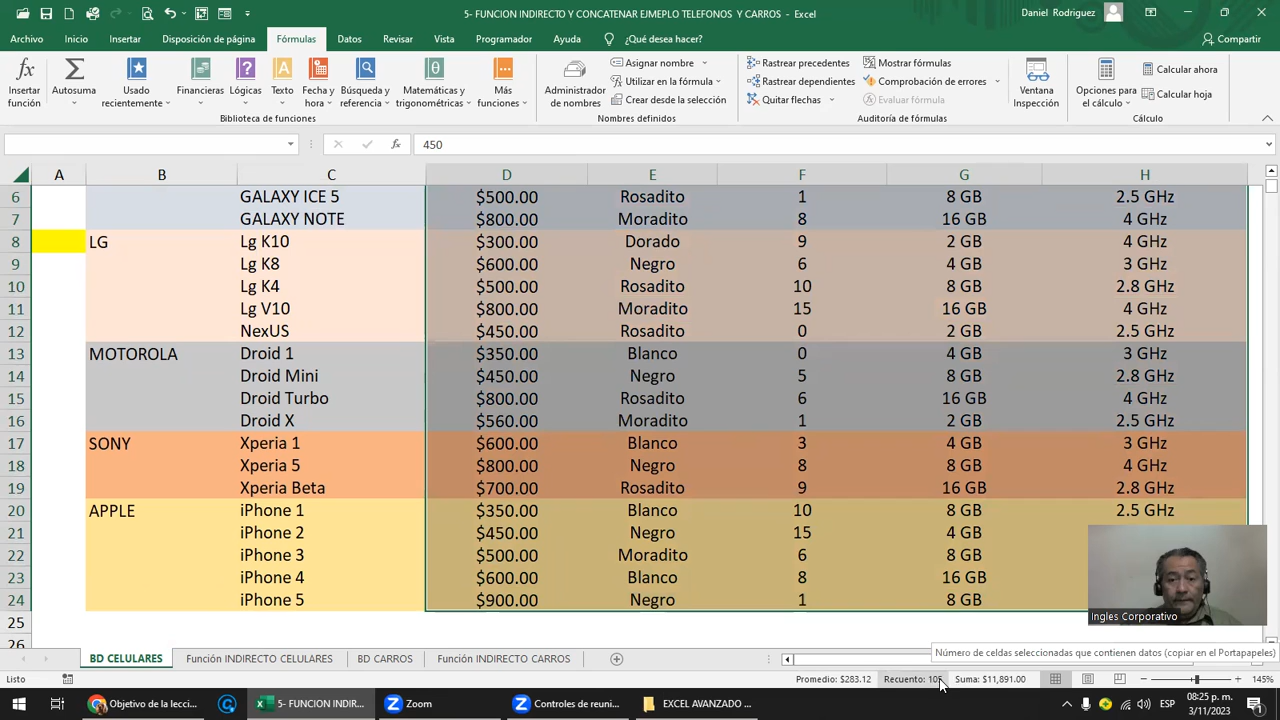 5- FUNCION INDIRECTO Y CONCATENAR EJMEPLO TELEFONOS Y CARROS - Excel
Daniel Rodriguez
Archivo Inicio Insertar Disposición de página Fórmulas Datos Revisar Vista Programador Ayuda ¿Qué desea hacer? Compartir
Insertar función
Autosuma
Usado recientemente
Financieras
Lógicas
Texto
Fecha y hora
Búsqueda y referencia
Matemáticas y trigonométricas
Más funciones
Biblioteca de funciones
Administrador de nombres
Asignar nombre
Utilizar en la fórmula
Crear desde la selección
Nombres definidos
Rastrear precedentes
Rastrear dependientes
Quitar flechas
Mostrar fórmulas
Comprobación de errores
Evaluar fórmula
Auditoría de fórmulas
Ventana Inspección
Opciones para el cálculo
Calcular ahora
Calcular hoja
Cálculo
fx 450
A B C D E F G H
6 GALAXY ICE 5 $500.00 Rosadito 1 8 GB 2.5 GHz
7 GALAXY NOTE $800.00 Moradito 8 16 GB 4 GHz
8 LG Lg K10 $300.00 Dorado 9 2 GB 4 GHz
9 Lg K8 $600.00 Negro 6 4 GB 3 GHz
10 Lg K4 $500.00 Rosadito 10 8 GB 2.8 GHz
11 Lg V10 $800.00 Moradito 15 16 GB 4 GHz
12 NexUS $450.00 Rosadito 0 2 GB 2.5 GHz
13 MOTOROLA Droid 1 $350.00 Blanco 0 4 GB 3 GHz
14 Droid Mini $450.00 Negro 5 8 GB 2.8 GHz
15 Droid Turbo $800.00 Rosadito 6 16 GB 4 GHz
16 Droid X $560.00 Moradito 1 2 GB 2.5 GHz
17 SONY Xperia 1 $600.00 Blanco 3 4 GB 3 GHz
18 Xperia 5 $800.00 Negro 8 8 GB 4 GHz
19 Xperia Beta $700.00 Rosadito 9 16 GB 2.8 GHz
20 APPLE iPhone 1 $350.00 Blanco 10 8 GB 2.5 GHz
21 iPhone 2 $450.00 Negro 15 4 GB
22 iPhone 3 $500.00 Moradito 6 8 GB
23 iPhone 4 $600.00 Blanco 8 16 GB
24 iPhone 5 $900.00 Negro 1 8 GB
25
26
Ingles Corporativo
Número de celdas seleccionadas que contienen datos (copiar en el Portapapeles)
BD CELULARES Función INDIRECTO CELULARES BD CARROS Función INDIRECTO CARROS
Listo Promedio: $283.12 Recuento: Suma: $11,891.00 145%
Objetivo de la lecci... 5- FUNCION INDIR... Zoom Controles de reuni... EXCEL AVANZADO ... ESP 08:25 p. m.
3/11/2023